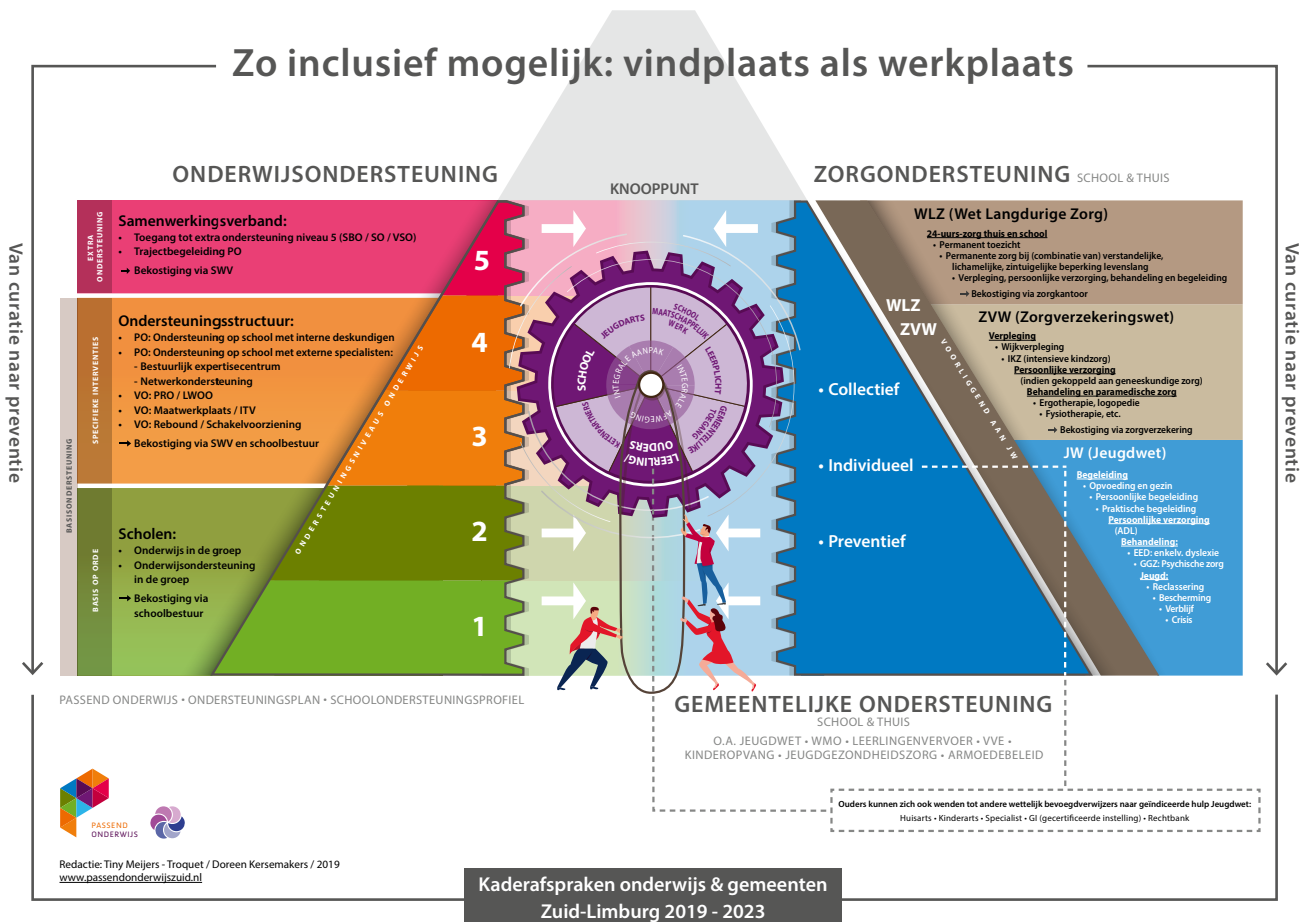 Zo inclusief mogelijk: vindplaats als werkplaats
Van curatie naar preventie
ONDERWIJSONDERSTEUNING
KNOOPPUNT
ZORGONDERSTEUNING SCHOOL & THUIS
Van curatie naar preventie
EXTRA
ONDERSTEUNING
Samenwerkingsverband:
• Toegang tot extra ondersteuning niveau 5 (SBO / SO / VSO)
• Trajectbegeleiding PO
→ Bekostiging via SWV
BASISONDERSTEUNING
SPECIFIEKE INTERVENTIES
Ondersteuningsstructuur:
• PO: Ondersteuning op school met interne deskundigen
• PO: Ondersteuning op school met externe specialisten:
- Bestuurlijk expertisecentrum
- Netwerkondersteuning
• VO: PRO / LWOO
• VO: Maatwerkplaats / ITV
• VO: Rebound / Schakelvoorziening
→ Bekostiging via SWV en schoolbestuur
BASIS OP ORDE
Scholen:
• Onderwijs in de groep
• Onderwijsondersteuning
in de groep
→ Bekostiging via
schoolbestuur
ONDERSTEUNINGSNIVEAUS ONDERWIJS
5
4
3
2
1
JEUGDARTS
SCHOOL
MAATSCHAPPELIJK
WERK
LEERPLICHT
GEMEENTELIJKE
TOEGANG
LEERLING/
OUDERS
KETENPARTNERS
SCHOOL
INTEGRALE AANPAK
INTEGRALE AFWEGING
• Collectief
• Individueel
• Preventief
WLZ
ZVW
VOORLIGGEND AAN JW
WLZ (Wet Langdurige Zorg)
24-uurs-zorg thuis en school
• Permanent toezicht
• Permanente zorg bij (combinatie van) verstandelijke,
lichamelijke, zintuigelijke beperking levenslang
• Verpleging, persoonlijke verzorging, behandeling en begeleiding
→ Bekostiging via zorgkantoor
ZVW (Zorgverzekeringswet)
Verpleging
• Wijkverpleging
• IKZ (intensieve kindzorg)
Persoonlijke verzorging
(indien gekoppeld aan geneeskundige zorg)
Behandeling en paramedische zorg
• Ergotherapie, logopedie
• Fysiotherapie, etc.
→ Bekostiging via zorgverzekering
JW (Jeugdwet)
Begeleiding
• Opvoeding en gezin
• Persoonlijke begeleiding
• Praktische begeleiding
Persoonlijke verzorging
(ADL)
Behandeling:
• EED: enkelv. dyslexie
• GGZ: Psychische zorg
Jeugd:
• Reclassering
• Bescherming
• Verblijf
• Crisis
PASSEND ONDERWIJS • ONDERSTEUNINGSPLAN • SCHOOLONDERSTEUNINGSPROFIEL
GEMEENTELIJKE ONDERSTEUNING
SCHOOL & THUIS
O.A. JEUGDWET • WMO • LEERLINGENVERVOER • VVE •
KINDEROPVANG • JEUGDGEZONDHEIDSZORG • ARMOEDEBELEID
Ouders kunnen zich ook wenden tot andere wettelijk bevoegdverwijzers naar geïndiceerde hulp Jeugdwet:
Huisarts • Kinderarts • Specialist • GI (gecertificeerde instelling) • Rechtbank
PASSEND
ONDERWIJS
Redactie: Tiny Meijers - Troquet / Doreen Kersemakers / 2019
www.passendonderwijszuid.nl
Kaderafspraken onderwijs & gemeenten
Zuid-Limburg 2019 - 2023